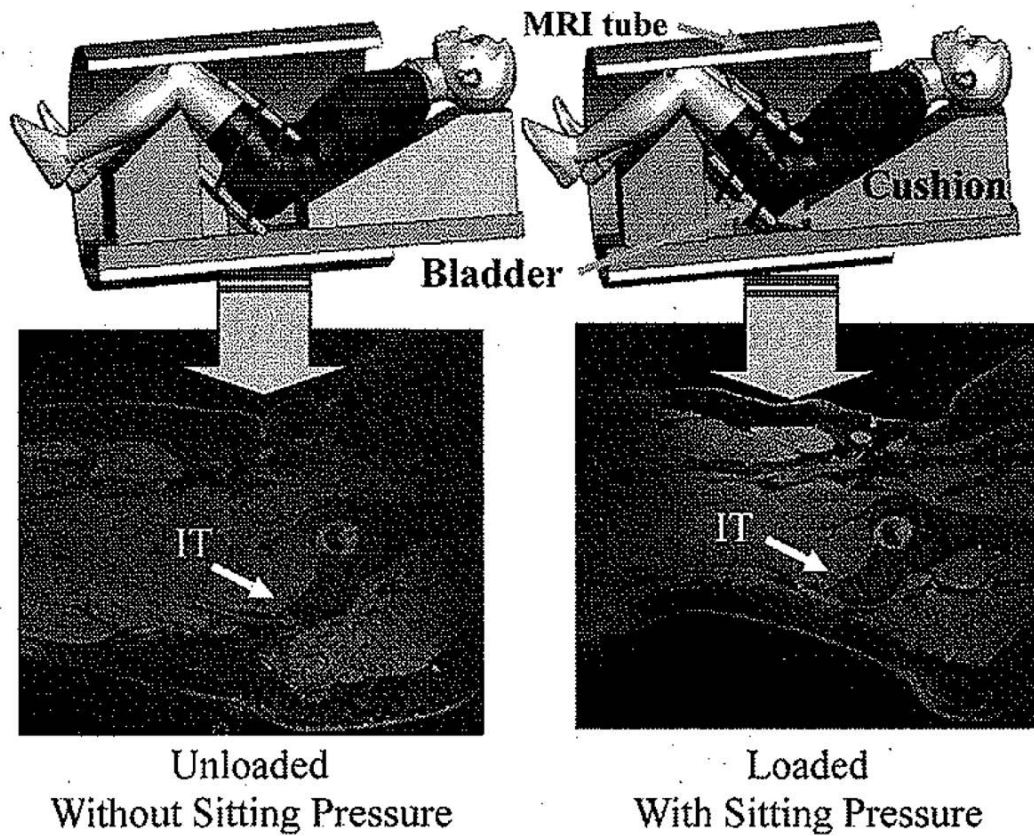 MRI tube
Cushion
Bladder
IT
IT
Unloaded
Without Sitting Pressure
Loaded
With Sitting Pressure